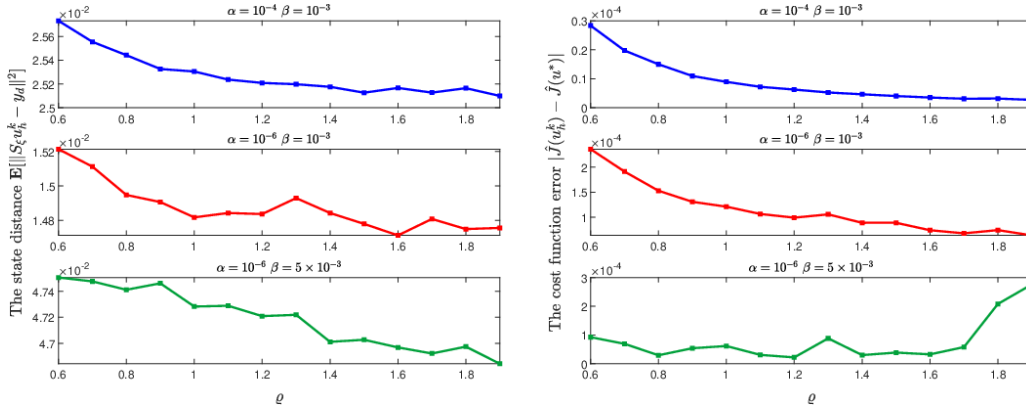 The state distance E[||S_ξ u_h^k − y_d||²]
α = 10⁻⁴ β = 10⁻³
×10⁻²
2.56
2.54
2.52
2.5
0.6 0.8 1 1.2 1.4 1.6 1.8
α = 10⁻⁶ β = 10⁻³
×10⁻²
1.52
1.5
1.48
0.6 0.8 1 1.2 1.4 1.6 1.8
α = 10⁻⁶ β = 5 × 10⁻³
×10⁻²
4.74
4.72
4.7
0.6 0.8 1 1.2 1.4 1.6 1.8
ϱ
The cost function error |Ĵ(u_h^k) − Ĵ(u*)|
α = 10⁻⁴ β = 10⁻³
×10⁻⁴
0.3
0.2
0.1
0
0.6 0.8 1 1.2 1.4 1.6 1.8
α = 10⁻⁶ β = 10⁻³
×10⁻⁴
2
1.5
1
0.6 0.8 1 1.2 1.4 1.6 1.8
α = 10⁻⁶ β = 5 × 10⁻³
×10⁻⁴
3
2
1
0
0.6 0.8 1 1.2 1.4 1.6 1.8
ϱ